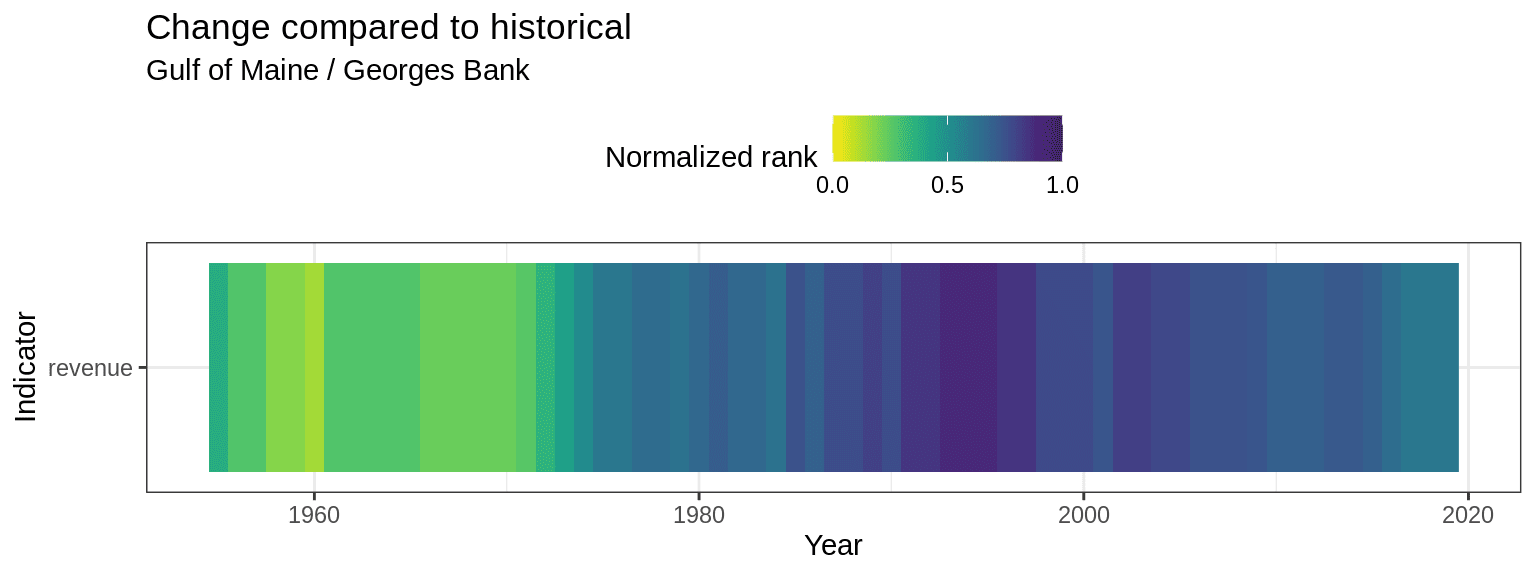 Change compared to historical
Gulf of Maine / Georges Bank
Normalized rank
0.0 0.5 1.0
Indicator
revenue
1960 1980 2000 2020
Year